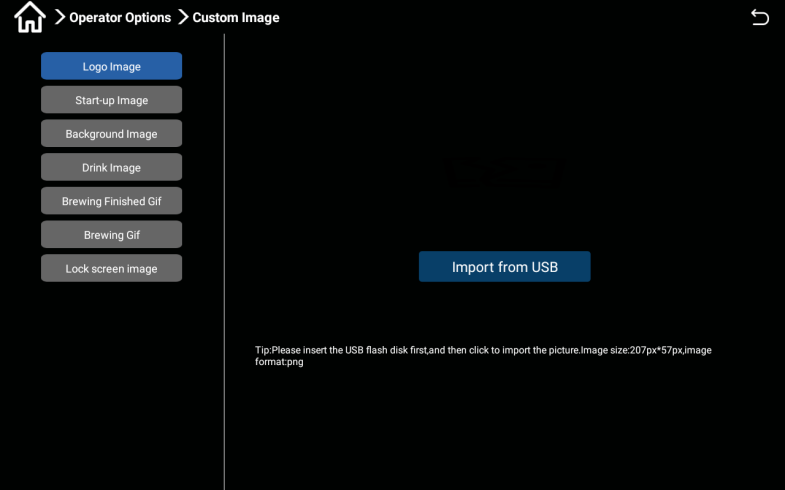 Operator Options
Custom Image
Logo Image
Start-up Image
Background Image
Drink Image
Brewing Finished Gif
Brewing Gif
Lock screen image
Import from USB
Tip:Please insert the USB flash disk first,and then click to import the picture.Image size:207px*57px,image
format:png